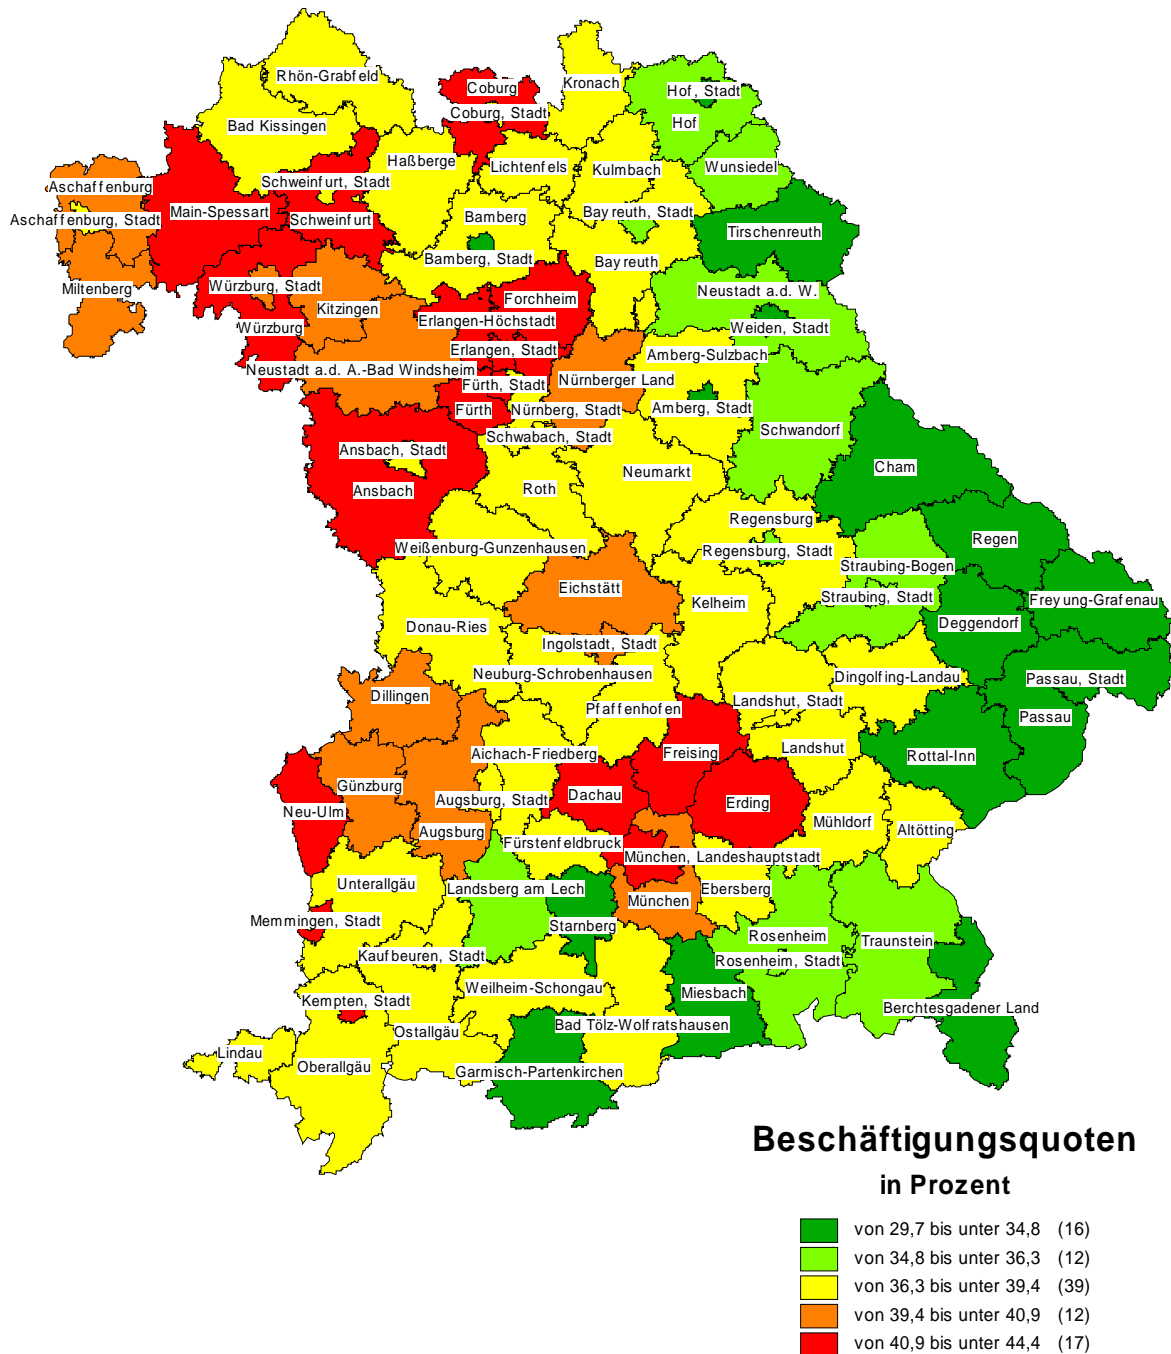 Rhön-Grabfeld
Coburg
Kronach
Hof, Stadt
Coburg, Stadt
Hof
Bad Kissingen
Haßberge
Lichtenfels
Kulmbach
Wunsiedel
Schweinfurt, Stadt
Aschaffenburg
Main-Spessart
Bayreuth, Stadt
Aschaffenburg, Stadt
Schweinfurt
Bamberg
Tirschenreuth
Bamberg, Stadt
Bayreuth
Miltenberg
Würzburg, Stadt
Neustadt a.d. W.
Kitzingen
Forchheim
Würzburg
Erlangen-Höchstadt
Weiden, Stadt
Erlangen, Stadt
Amberg-Sulzbach
Neustadt a.d. A.-Bad Windsheim
Nürnberger Land
Fürth, Stadt
Fürth
Nürnberg, Stadt
Amberg, Stadt
Schwandorf
Schwabach, Stadt
Ansbach, Stadt
Cham
Neumarkt
Ansbach
Roth
Regensburg
Regen
Weißenburg-Gunzenhausen
Regensburg, Stadt
Straubing-Bogen
Eichstätt
Kelheim
Straubing, Stadt
Freyung-Grafenau
Donau-Ries
Deggendorf
Ingolstadt, Stadt
Neuburg-Schrobenhausen
Dingolfing-Landau
Passau, Stadt
Dillingen
Pfaffenhofen
Landshut, Stadt
Passau
Aichach-Friedberg
Freising
Landshut
Rottal-Inn
Günzburg
Dachau
Neu-Ulm
Augsburg, Stadt
Erding
Mühldorf
Altötting
Augsburg
Fürstenfeldbruck
München, Landeshauptstadt
Unterallgäu
Landsberg am Lech
Ebersberg
München
Memmingen, Stadt
Starnberg
Rosenheim
Traunstein
Kaufbeuren, Stadt
Rosenheim, Stadt
Weilheim-Schongau
Miesbach
Kempten, Stadt
Berchtesgadener Land
Ostallgäu
Bad Tölz-Wolfratshausen
Lindau
Oberallgäu
Garmisch-Partenkirchen
Beschäftigungsquoten
in Prozent
von 29,7 bis unter 34,8 (16)
von 34,8 bis unter 36,3 (12)
von 36,3 bis unter 39,4 (39)
von 39,4 bis unter 40,9 (12)
von 40,9 bis unter 44,4 (17)